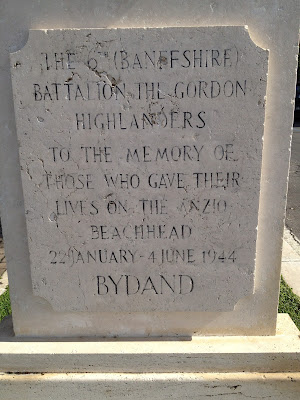 THE 6TH (BANFFSHIRE)
BATTALION THE GORDON
HIGHLANDERS
TO THE MEMORY OF
THOSE WHO GAVE THEIR
LIVES ON THE ANZIO
BEACHHEAD
22 JANUARY - 4 JUNE 1944
BYDAND